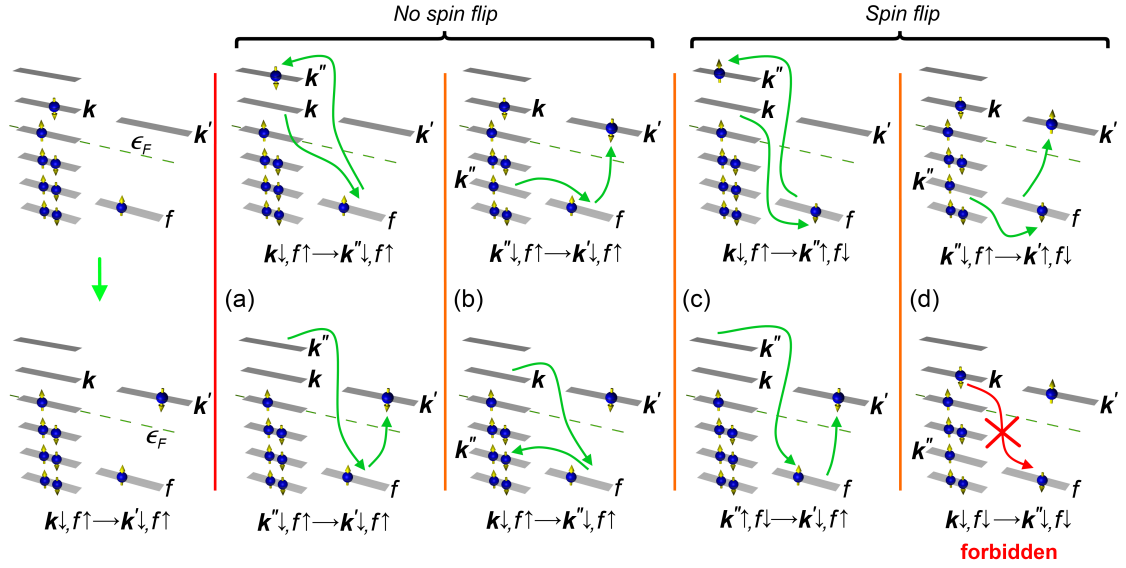 No spin flip
Spin flip
k
ϵF
k'
f
k"
k
k'
f
k↓,f↑→k"↓,f↑
k'
k"
f
k"↓,f↑→k'↓,f↑
k"
k
k'
f
k↓,f↑→k"↑,f↓
k
k'
k"
f
k"↓,f↑→k'↑,f↓
(a)
(b)
(c)
(d)
k
k'
ϵF
f
k↓,f↑→k'↓,f↑
k"
k
k'
f
k"↓,f↑→k'↓,f↑
k
k'
k"
f
k↓,f↑→k"↓,f↑
k"
k
k'
f
k"↑,f↓→k'↓,f↑
k
k'
k"
f
k↓,f↓→k"↓,f↓
forbidden